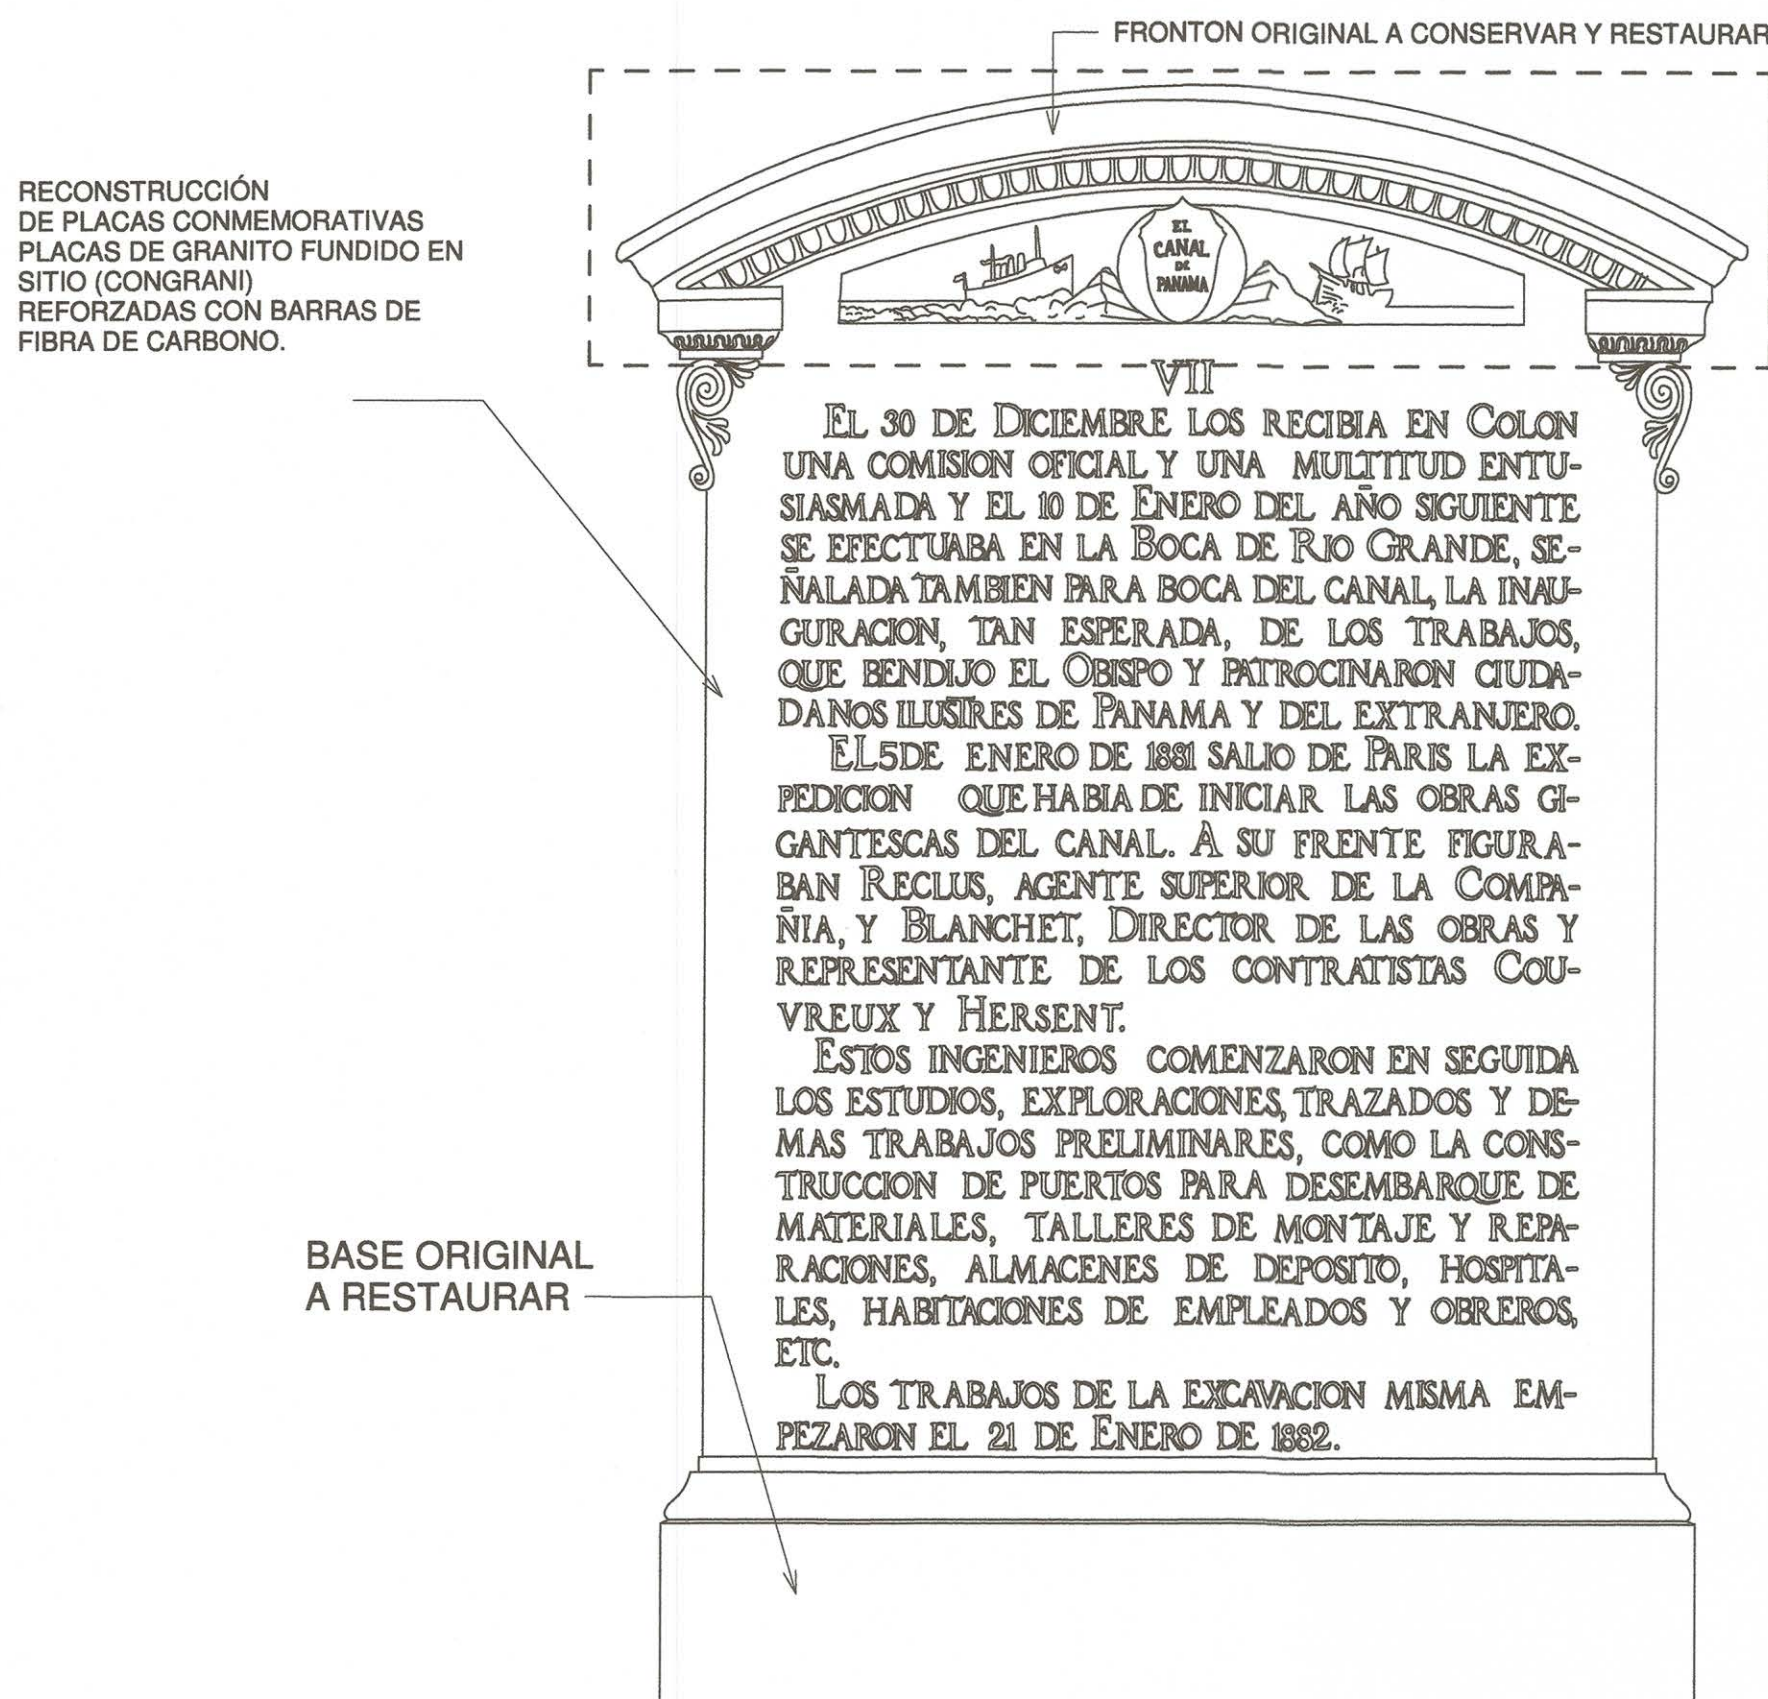 FRONTON ORIGINAL A CONSERVAR Y RESTAURAR
RECONSTRUCCIÓN
DE PLACAS CONMEMORATIVAS
PLACAS DE GRANITO FUNDIDO EN
SITIO (CONGRANI)
REFORZADAS CON BARRAS DE
FIBRA DE CARBONO.
EL
CANAL
DE
PANAMA
VII
EL 30 DE DICIEMBRE LOS RECIBIA EN COLON
UNA COMISION OFICIAL Y UNA MULTITUD ENTU-
SIASMADA Y EL 10 DE ENERO DEL AÑO SIGUIENTE
SE EFECTUABA EN LA BOCA DE RIO GRANDE, SE-
ÑALADA TAMBIEN PARA BOCA DEL CANAL, LA INAU-
GURACION, TAN ESPERADA, DE LOS TRABAJOS,
QUE BENDIJO EL OBISPO Y PATROCINARON CIUDA-
DANOS ILUSTRES DE PANAMA Y DEL EXTRANJERO.
EL 5 DE ENERO DE 1881 SALIO DE PARIS LA EX-
PEDICION QUE HABIA DE INICIAR LAS OBRAS GI-
GANTESCAS DEL CANAL. A SU FRENTE FIGURA-
BAN RECLUS, AGENTE SUPERIOR DE LA COMPA-
ÑIA, Y BLANCHET, DIRECTOR DE LAS OBRAS Y
REPRESENTANTE DE LOS CONTRATISTAS COU-
VREUX Y HERSENT.
ESTOS INGENIEROS COMENZARON EN SEGUIDA
LOS ESTUDIOS, EXPLORACIONES, TRAZADOS Y DE-
MAS TRABAJOS PRELIMINARES, COMO LA CONS-
TRUCCION DE PUERTOS PARA DESEMBARQUE DE
MATERIALES, TALLERES DE MONTAJE Y REPA-
RACIONES, ALMACENES DE DEPOSITO, HOSPITA-
LES, HABITACIONES DE EMPLEADOS Y OBREROS,
ETC.
LOS TRABAJOS DE LA EXCAVACION MISMA EM-
PEZARON EL 21 DE ENERO DE 1882.
BASE ORIGINAL
A RESTAURAR